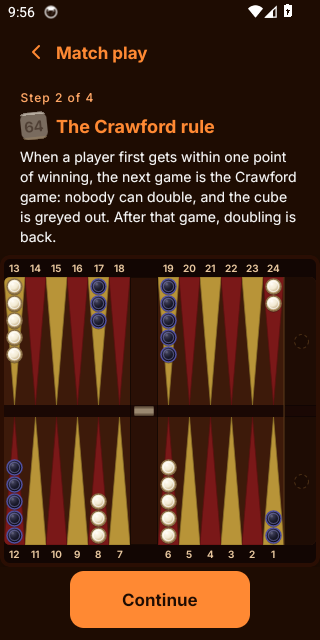 9:56
Match play
Step 2 of 4
64
The Crawford rule
When a player first gets within one point
of winning, the next game is the Crawford
game: nobody can double, and the cube
is greyed out. After that game, doubling is
back.
13 14 15 16 17 18 19 20 21 22 23 24
12 11 10 9 8 7 6 5 4 3 2 1
Continue